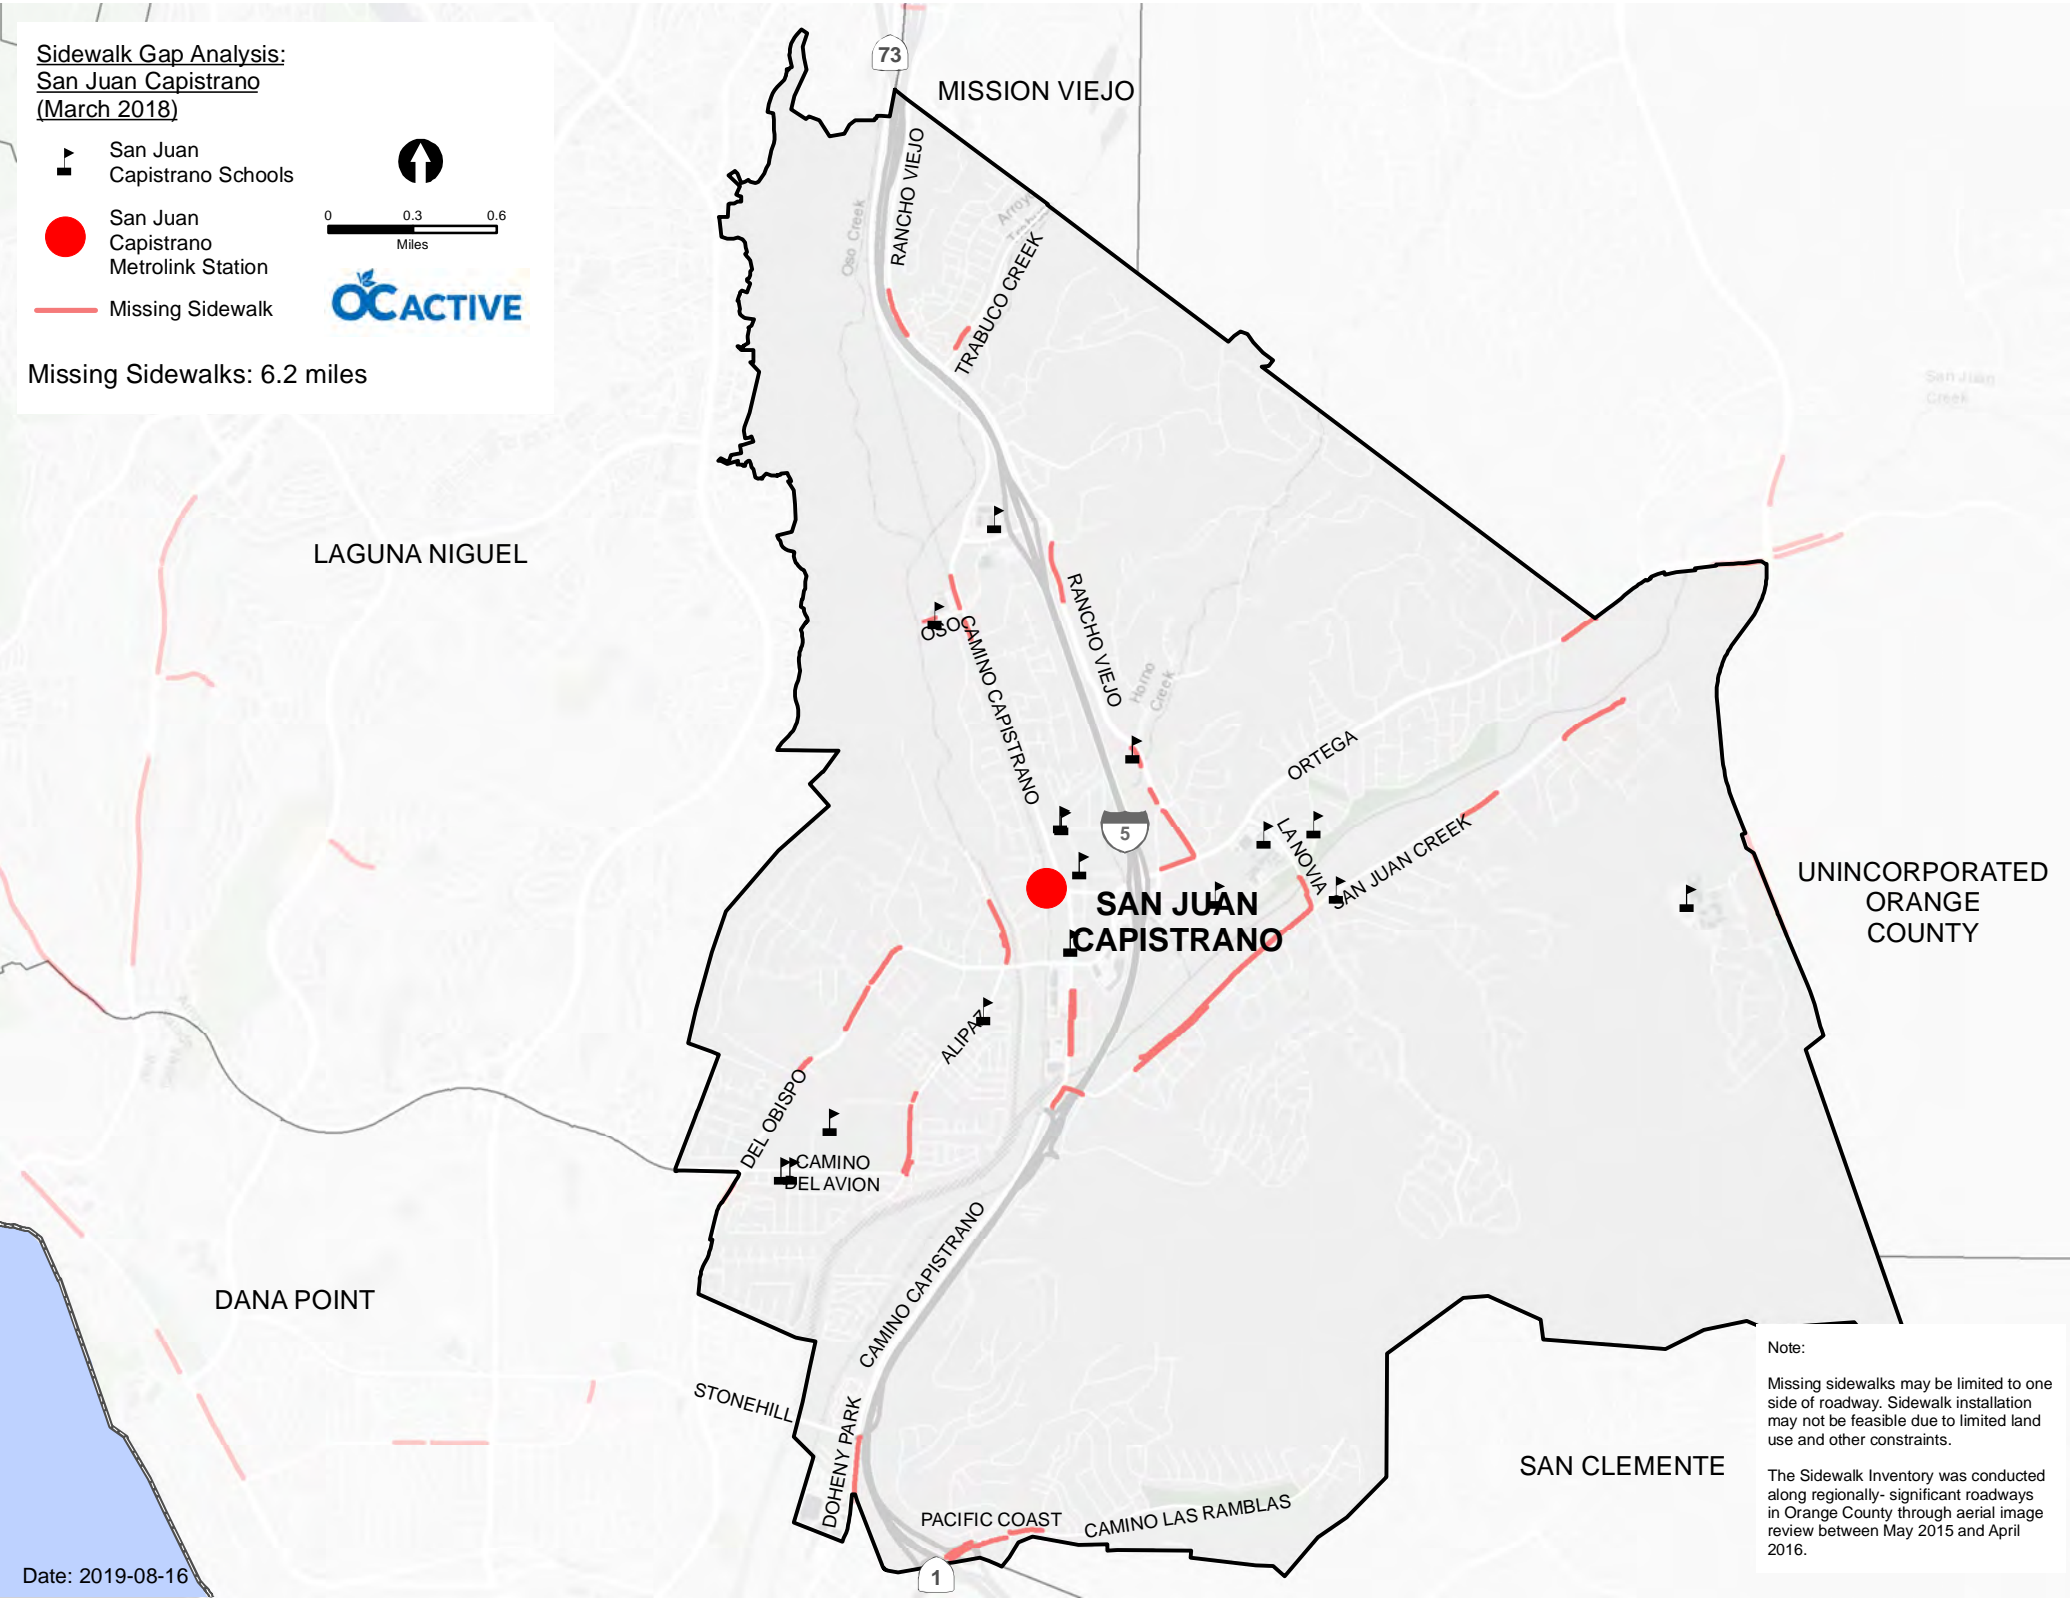 Sidewalk Gap Analysis:
San Juan Capistrano
(March 2018)
San Juan
Capistrano Schools
San Juan
Capistrano
Metrolink Station
0 0.3 0.6
Miles
OC ACTIVE
Missing Sidewalk
Missing Sidewalks: 6.2 miles
73
MISSION VIEJO
RANCHO VIEJO
Oso Creek
Arroyo
TRABUCO CREEK
San Juan
Creek
LAGUNA NIGUEL
OSO
CAMINO CAPISTRANO
RANCHO VIEJO
Horno
Creek
ORTEGA
5
LA NOVIA
SAN JUAN CREEK
SAN JUAN
CAPISTRANO
UNINCORPORATED
ORANGE
COUNTY
ALIPAZ
DEL OBISPO
CAMINO
DEL AVION
CAMINO CAPISTRANO
DANA POINT
STONEHILL
DOHENY PARK
PACIFIC COAST
CAMINO LAS RAMBLAS
1
SAN CLEMENTE
Note:
Missing sidewalks may be limited to one
side of roadway. Sidewalk installation
may not be feasible due to limited land
use and other constraints.
The Sidewalk Inventory was conducted
along regionally- significant roadways
in Orange County through aerial image
review between May 2015 and April
2016.
Date: 2019-08-16